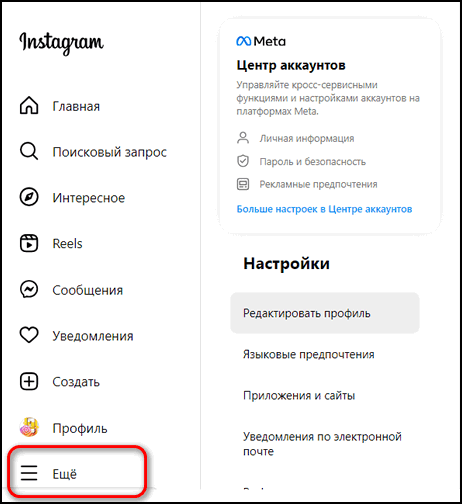 Instagram
Главная
Поисковый запрос
Интересное
Reels
Сообщения
Уведомления
Создать
Профиль
Ещё
Meta
Центр аккаунтов
Управляйте кросс-сервисными
функциями и настройками аккаунтов на
платформах Meta.
Личная информация
Пароль и безопасность
Рекламные предпочтения
Больше настроек в Центре аккаунтов
Настройки
Редактировать профиль
Языковые предпочтения
Приложения и сайты
Уведомления по электронной
почте